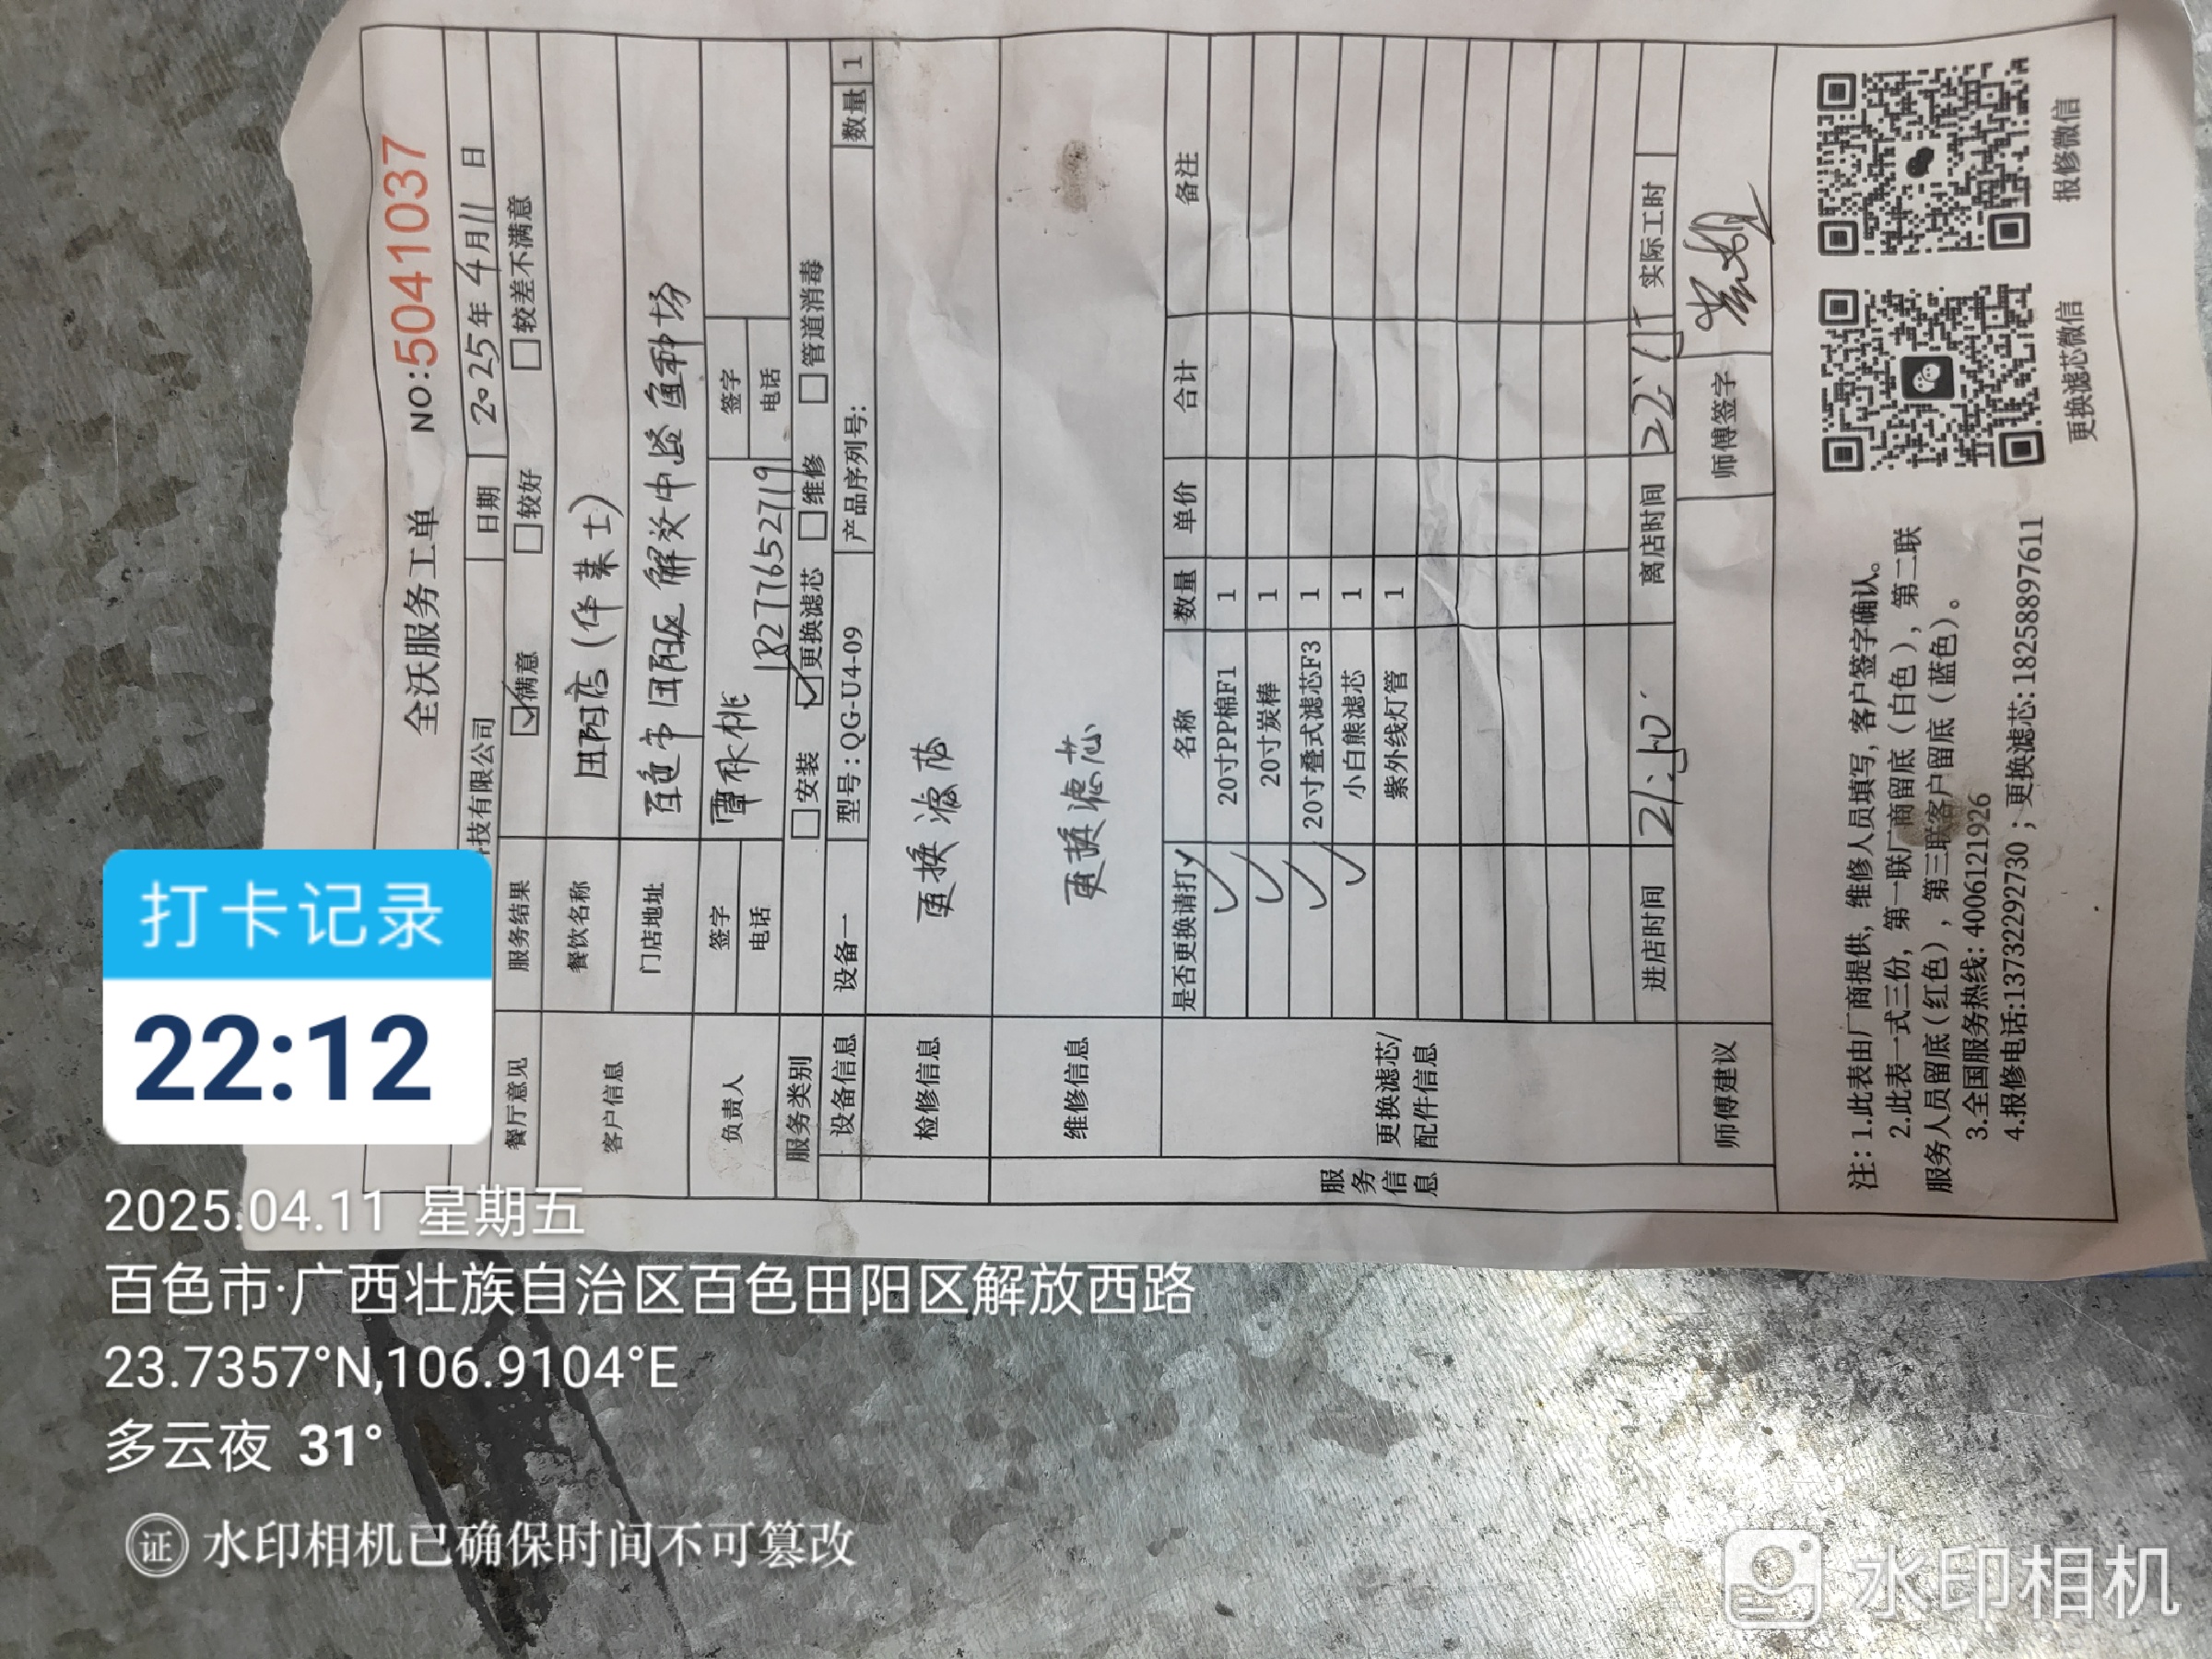 全沃服务工单 NO:5041037
技有限公司 日期 2025年4月11日
餐厅意见 服务结果 ☑满意 □较好 □较差不满意
客户信息 餐饮名称 田阳店(华莱士)
门店地址 百色市田阳区解放中路鱼种场
负责人 签字 覃秋桃 签字
电话 18277652719 电话
服务类别 □安装 ☑更换滤芯 □维修 □管道消毒
设备信息 设备一 型号:QG-U4-09 产品序列号: 数量 1
检修信息 更换滤芯
维修信息 更换滤芯
服务信息
更换滤芯/配件信息
是否更换请打✓ 名称 数量 单价 合计 备注
✓ 20寸PP棉F1 1
✓ 20寸炭棒 1
✓ 20寸叠式滤芯F3 1
✓ 小白熊滤芯 1
紫外线灯管 1
进店时间 21:50 离店时间 22:15 实际工时
师傅建议 师傅签字
注:1.此表由厂商提供,维修人员填写,客户签字确认。
2.此表一式三份,第一联厂商留底(白色),第二联
服务人员留底(红色),第三联客户留底(蓝色)。
3.全国服务热线:4006121926
4.报修电话:13732292730;更换滤芯:18258897611
更换滤芯微信
报修微信
打卡记录
22:12
2025.04.11 星期五
百色市·广西壮族自治区百色田阳区解放西路
23.7357°N,106.9104°E
多云夜 31°
证 水印相机已确保时间不可篡改
水印相机